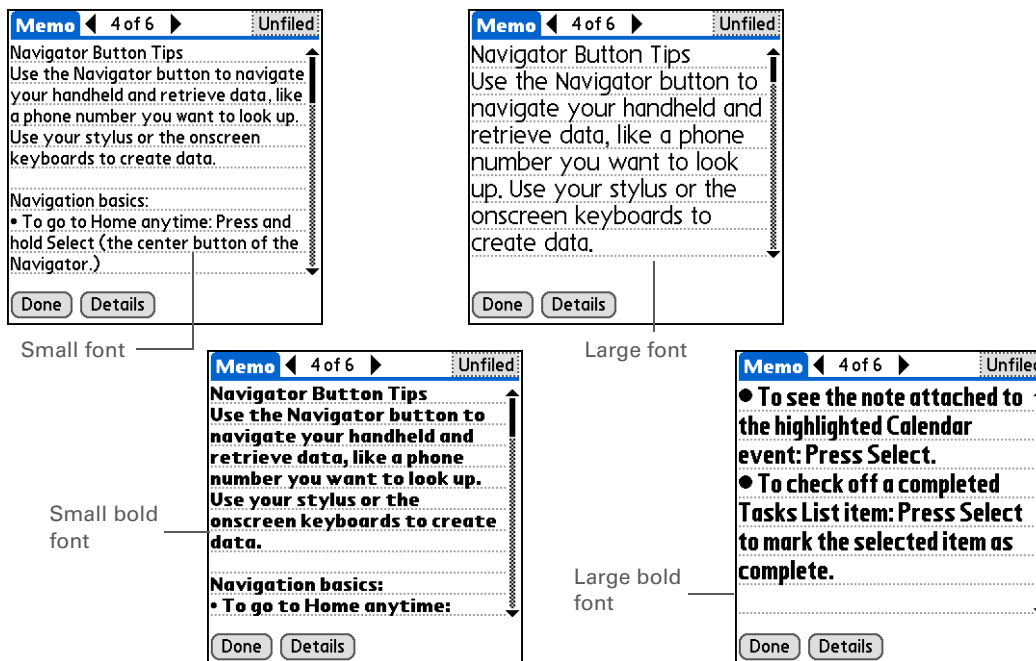 Memo 4 of 6 Unfiled
Navigator Button Tips
Use the Navigator button to navigate
your handheld and retrieve data, like
a phone number you want to look up.
Use your stylus or the onscreen
keyboards to create data.
Navigation basics:
• To go to Home anytime: Press and
hold Select (the center button of the
Navigator.)
Done Details
Small font
Memo 4 of 6 Unfiled
Navigator Button Tips
Use the Navigator button to
navigate your handheld and
retrieve data, like a phone
number you want to look
up. Use your stylus or the
onscreen keyboards to
create data.
Done Details
Large font
Memo 4 of 6 Unfiled
Navigator Button Tips
Use the Navigator button to
navigate your handheld and
retrieve data, like a phone
number you want to look up.
Use your stylus or the
onscreen keyboards to create
data.
Navigation basics:
• To go to Home anytime:
Done Details
Small bold
font
Memo 4 of 6 Unfiled
• To see the note attached to
the highlighted Calendar
event: Press Select.
• To check off a completed
Tasks List item: Press Select
to mark the selected item as
complete.
Done Details
Large bold
font